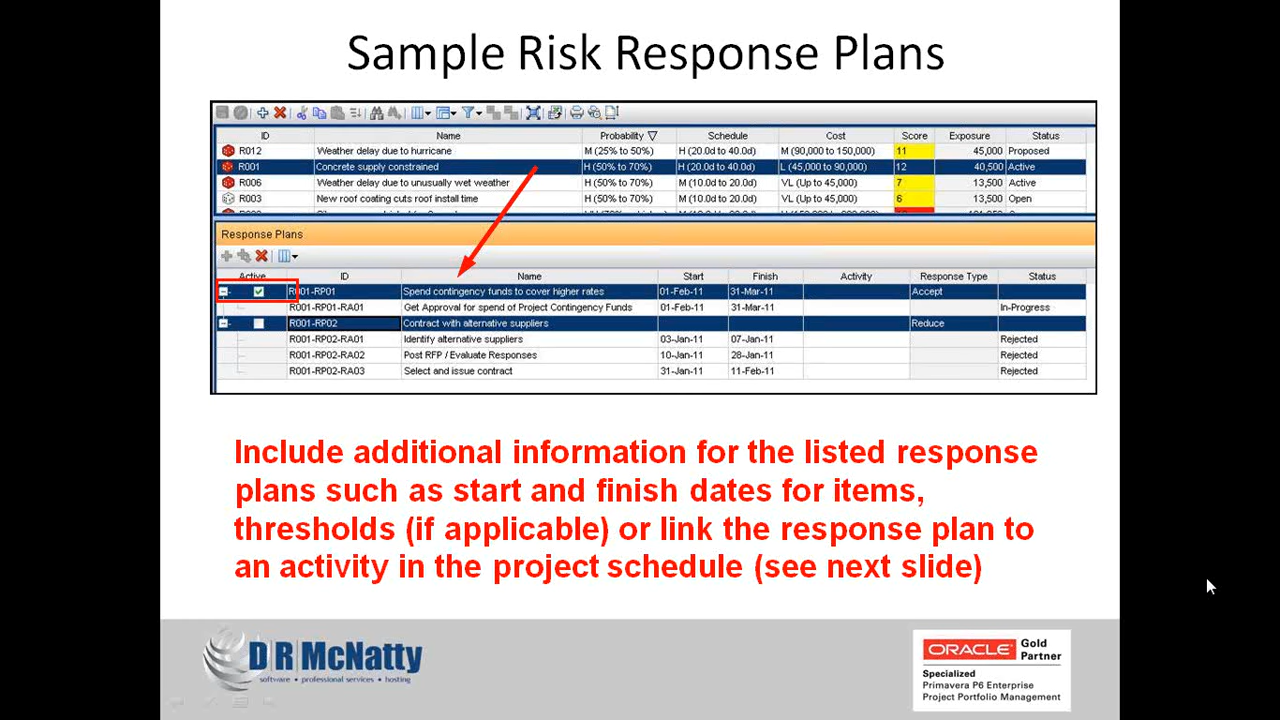 Sample Risk Response Plans
ID Name Probability Schedule Cost Score Exposure Status
R012 Weather delay due to hurricane M (25% to 50%) H (20.0d to 40.0d) M (90,000 to 150,000) 11 45,000 Proposed
R001 Concrete supply constrained H (50% to 70%) H (20.0d to 40.0d) L (45,000 to 90,000) 12 40,500 Active
R006 Weather delay due to unusually wet weather H (50% to 70%) M (10.0d to 20.0d) VL (Up to 45,000) 7 13,500 Active
R003 New roof coating cuts roof install time H (50% to 70%) M (10.0d to 20.0d) VL (Up to 45,000) 6 13,500 Open
Response Plans
Active ID Name Start Finish Activity Response Type Status
R001-RP01 Spend contingency funds to cover higher rates 01-Feb-11 31-Mar-11 Accept
R001-RP01-RA01 Get Approval for spend of Project Contingency Funds 01-Feb-11 31-Mar-11 In-Progress
R001-RP02 Contract with alternative suppliers Reduce
R001-RP02-RA01 Identify alternative suppliers 03-Jan-11 07-Jan-11 Rejected
R001-RP02-RA02 Post RFP / Evaluate Responses 10-Jan-11 28-Jan-11 Rejected
R001-RP02-RA03 Select and issue contract 31-Jan-11 11-Feb-11 Rejected
Include additional information for the listed response
plans such as start and finish dates for items,
thresholds (if applicable) or link the response plan to
an activity in the project schedule (see next slide)
D R McNatty
software • professional services • hosting
ORACLE Gold
Partner
Specialized
Primavera P6 Enterprise
Project Portfolio Management